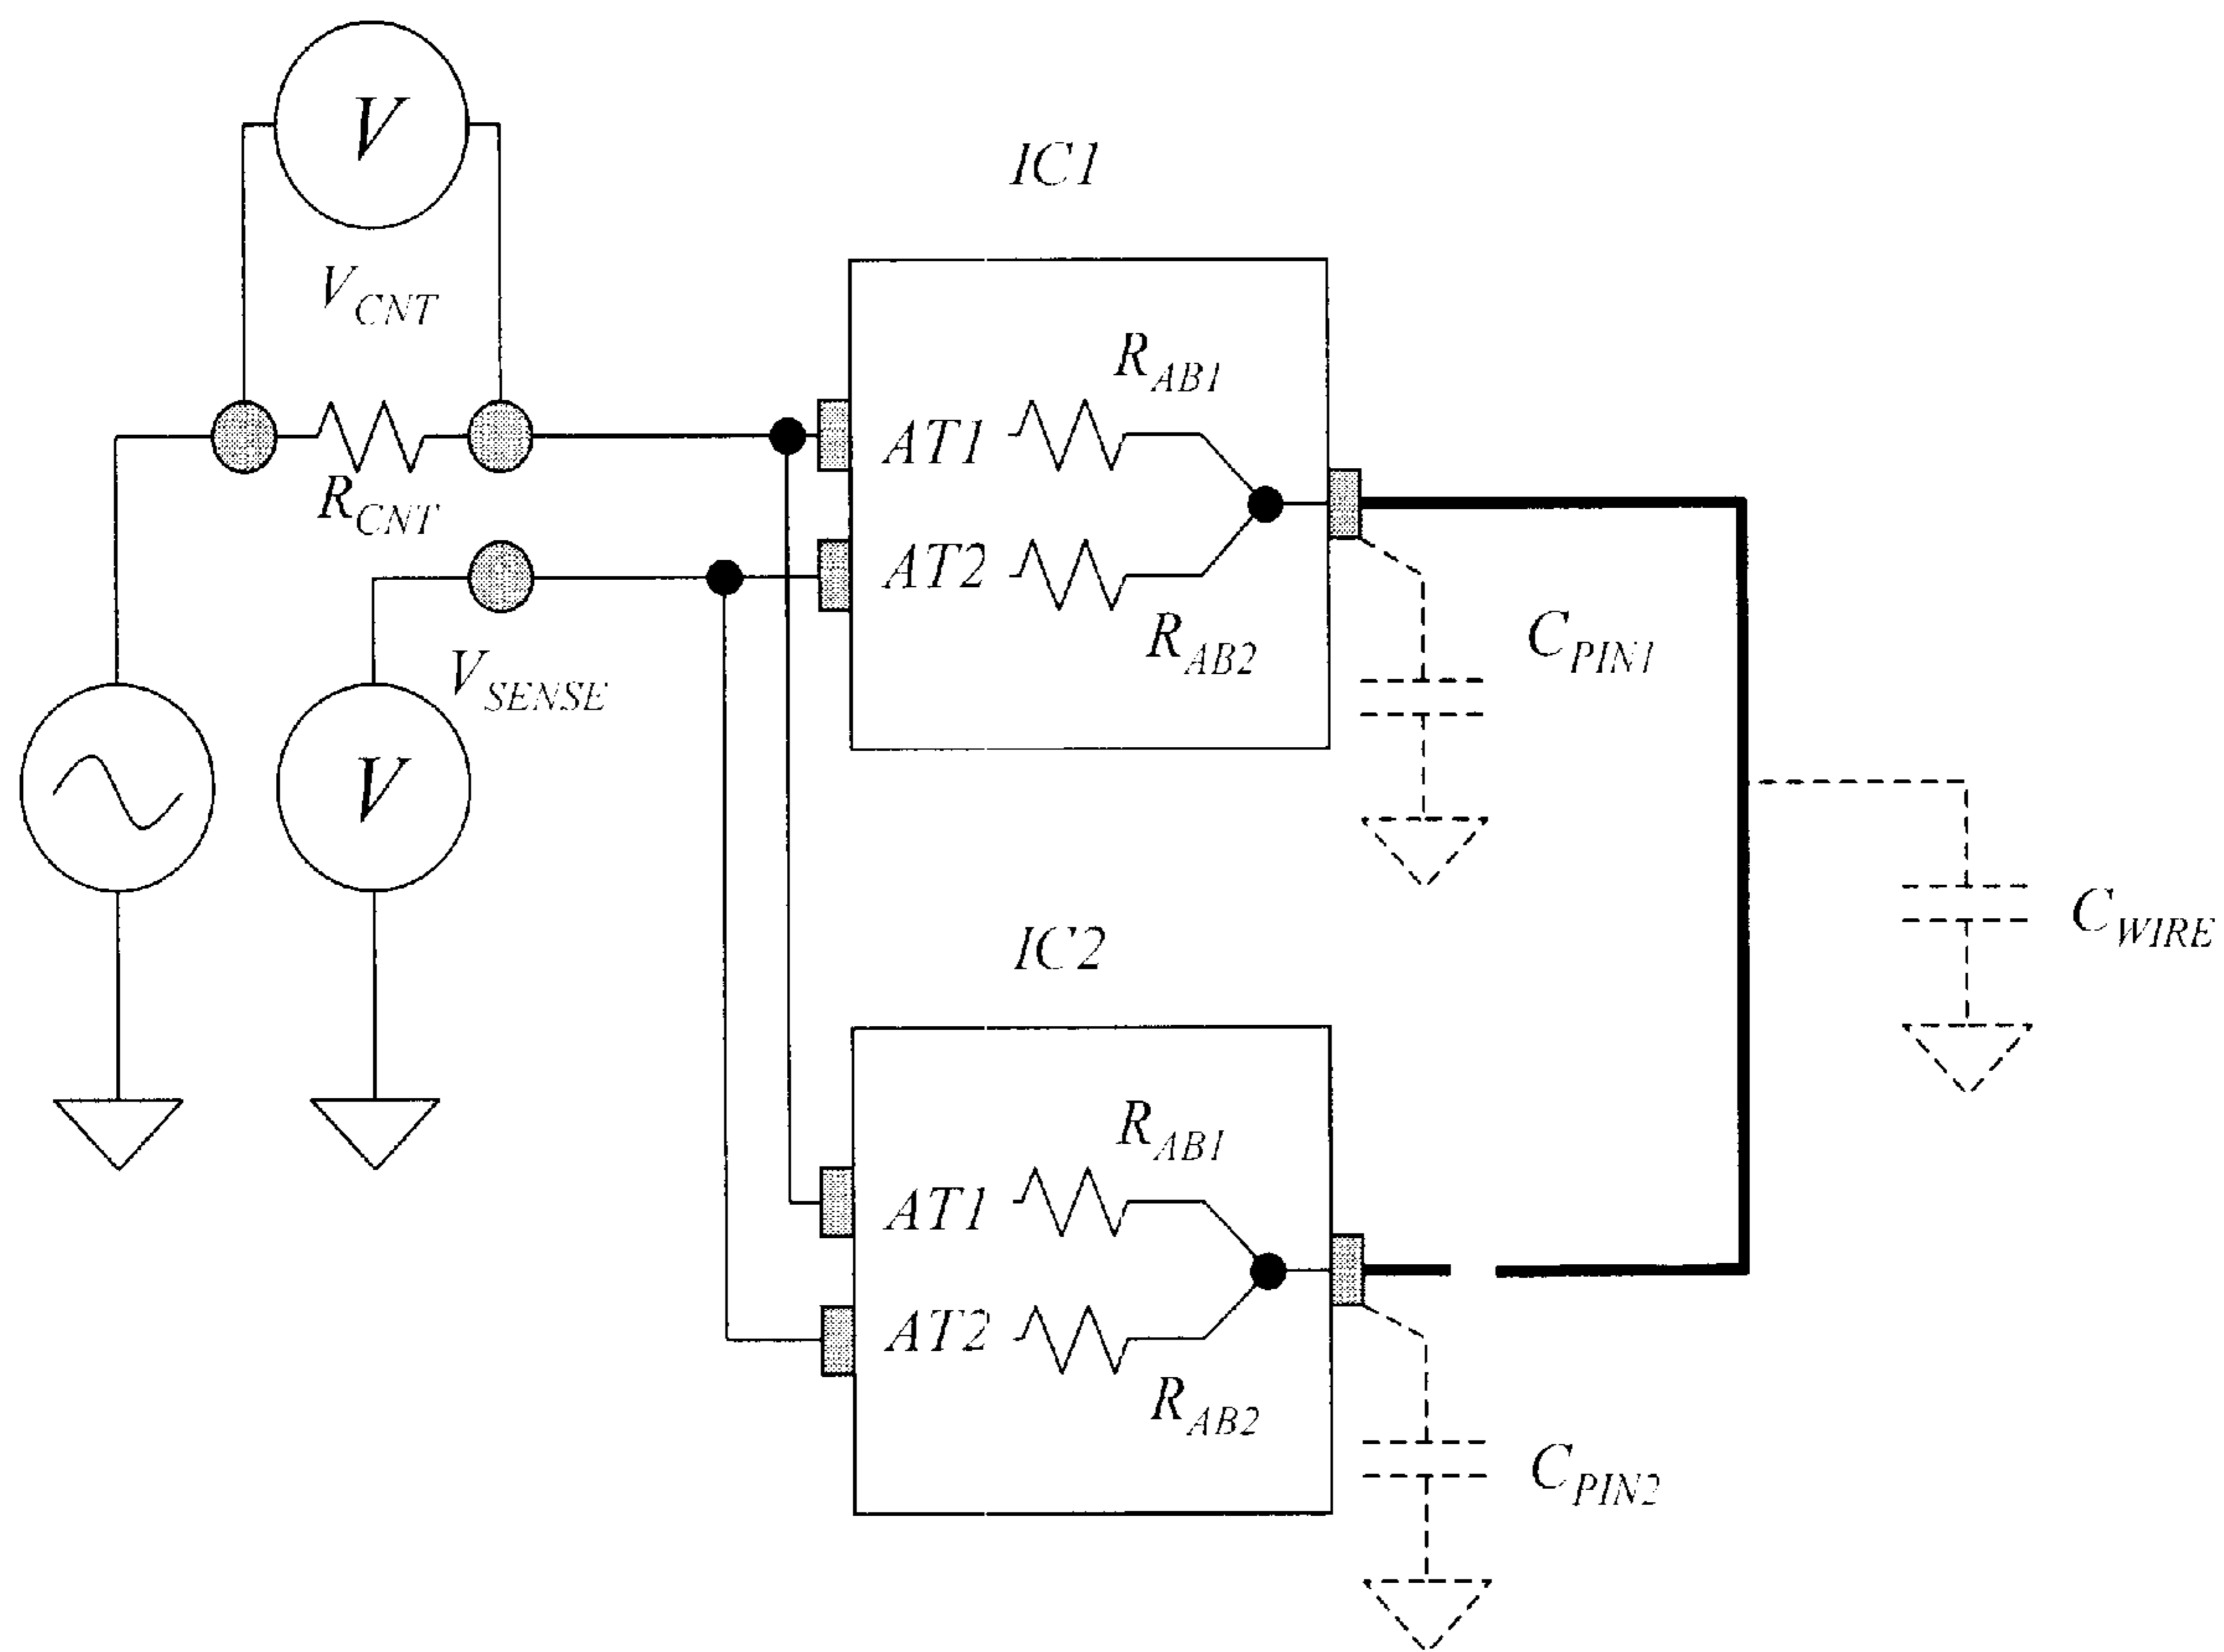 V
V_CNT
R_CNT
V_SENSE
V
IC1
R_AB1
AT1
AT2
R_AB2
C_PIN1
C_WIRE
IC2
R_AB1
AT1
AT2
R_AB2
C_PIN2